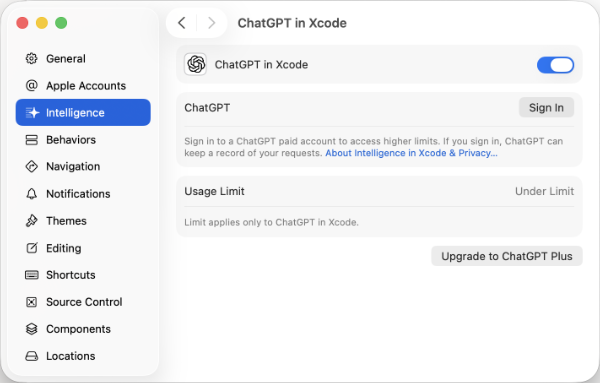 ChatGPT in Xcode
General
Apple Accounts
Intelligence
Behaviors
Navigation
Notifications
Themes
Editing
Shortcuts
Source Control
Components
Locations
ChatGPT in Xcode
ChatGPT
Sign In
Sign in to a ChatGPT paid account to access higher limits. If you sign in, ChatGPT can
keep a record of your requests. About Intelligence in Xcode & Privacy...
Usage Limit
Under Limit
Limit applies only to ChatGPT in Xcode.
Upgrade to ChatGPT Plus